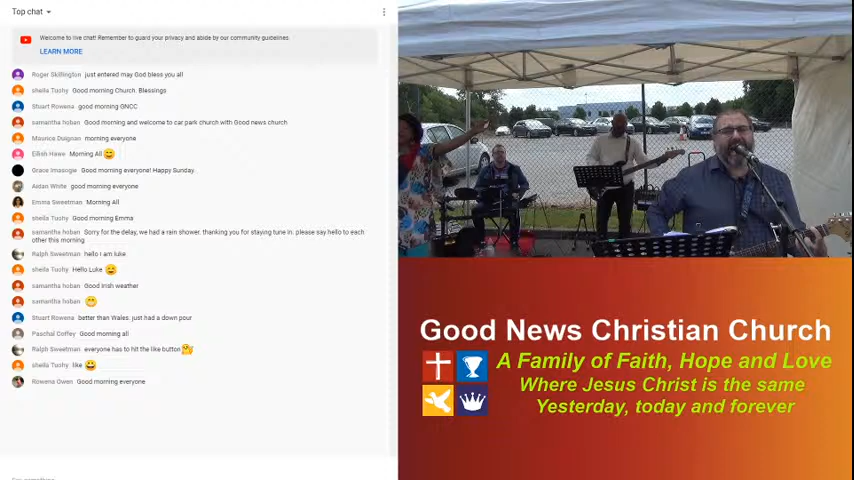 Top chat
Welcome to live chat! Remember to guard your privacy and abide by our community guidelines.
LEARN MORE
Roger Skillington just entered may God bless you all
sheila Tuohy Good morning Church. Blessings
Stuart Rowena good morning GNCC
samantha hoban Good morning and welcome to car park church with Good news church
Maurice Duignan morning everyone
Eilish Hawe Morning All
Grace Imasogie Good morning everyone! Happy Sunday.
Aidan White good morning everyone
Emma Sweetman Morning All
sheila Tuohy Good morning Emma
samantha hoban Sorry for the delay, we had a rain shower. thanking you for staying tune in. please say hello to each
other this morning
Ralph Sweetman hello I am luke
sheila Tuohy Hello Luke
samantha hoban Good Irish weather
samantha hoban
Stuart Rowena better than Wales. just had a down pour
Paschal Coffey Good morning all
Ralph Sweetman everyone has to hit the like button
sheila Tuohy like
Rowena Owen Good morning everyone
Good News Christian Church
A Family of Faith, Hope and Love
Where Jesus Christ is the same
Yesterday, today and forever